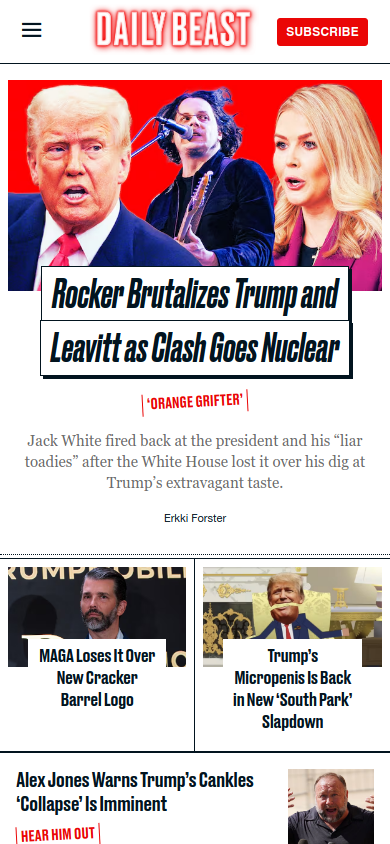 DAILY BEAST
SUBSCRIBE
Rocker Brutalizes Trump and
Leavitt as Clash Goes Nuclear
'ORANGE GRIFTER'
Jack White fired back at the president and his “liar
toadies” after the White House lost it over his dig at
Trump’s extravagant taste.
Erkki Forster
MAGA Loses It Over
New Cracker
Barrel Logo
Trump’s
Micropenis Is Back
in New ‘South Park’
Slapdown
Alex Jones Warns Trump’s Cankles
‘Collapse’ Is Imminent
HEAR HIM OUT